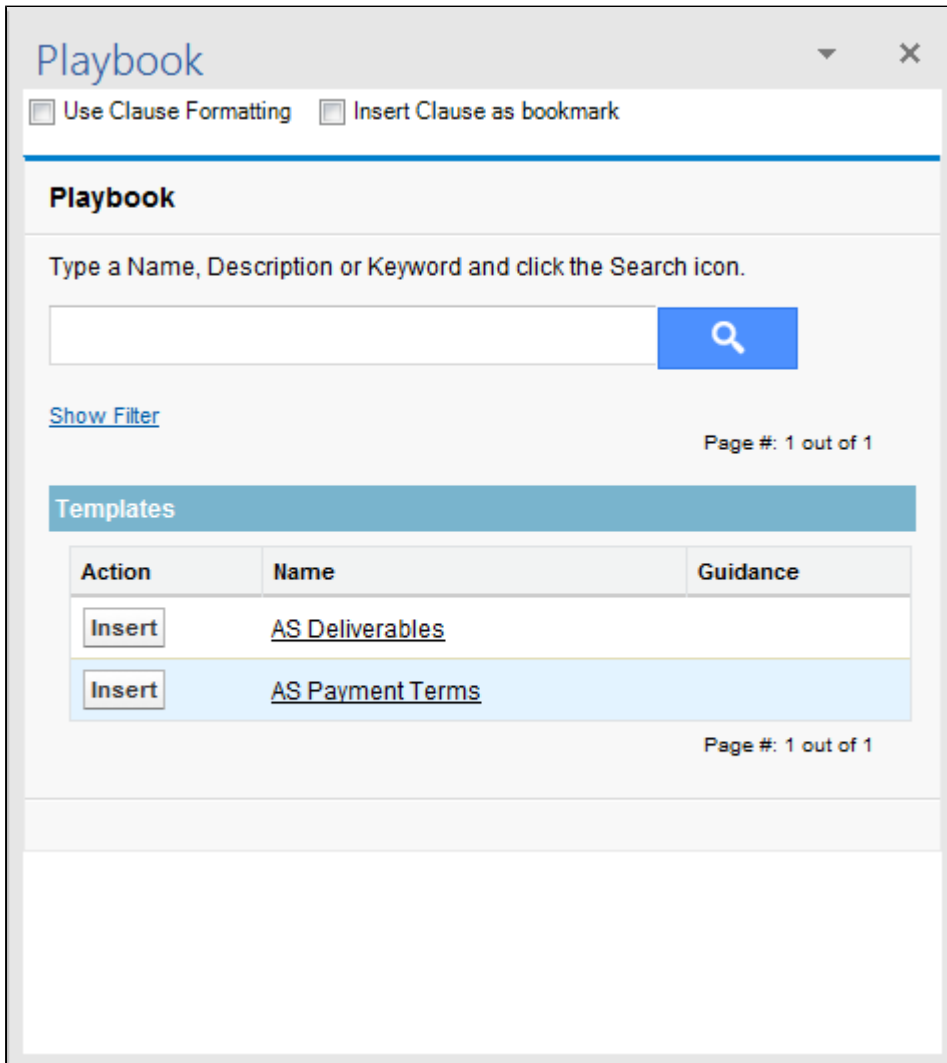 Playbook
Use Clause Formatting Insert Clause as bookmark
Playbook
Type a Name, Description or Keyword and click the Search icon.
Show Filter
Page #: 1 out of 1
Templates
Action Name Guidance
Insert AS Deliverables
Insert AS Payment Terms
Page #: 1 out of 1